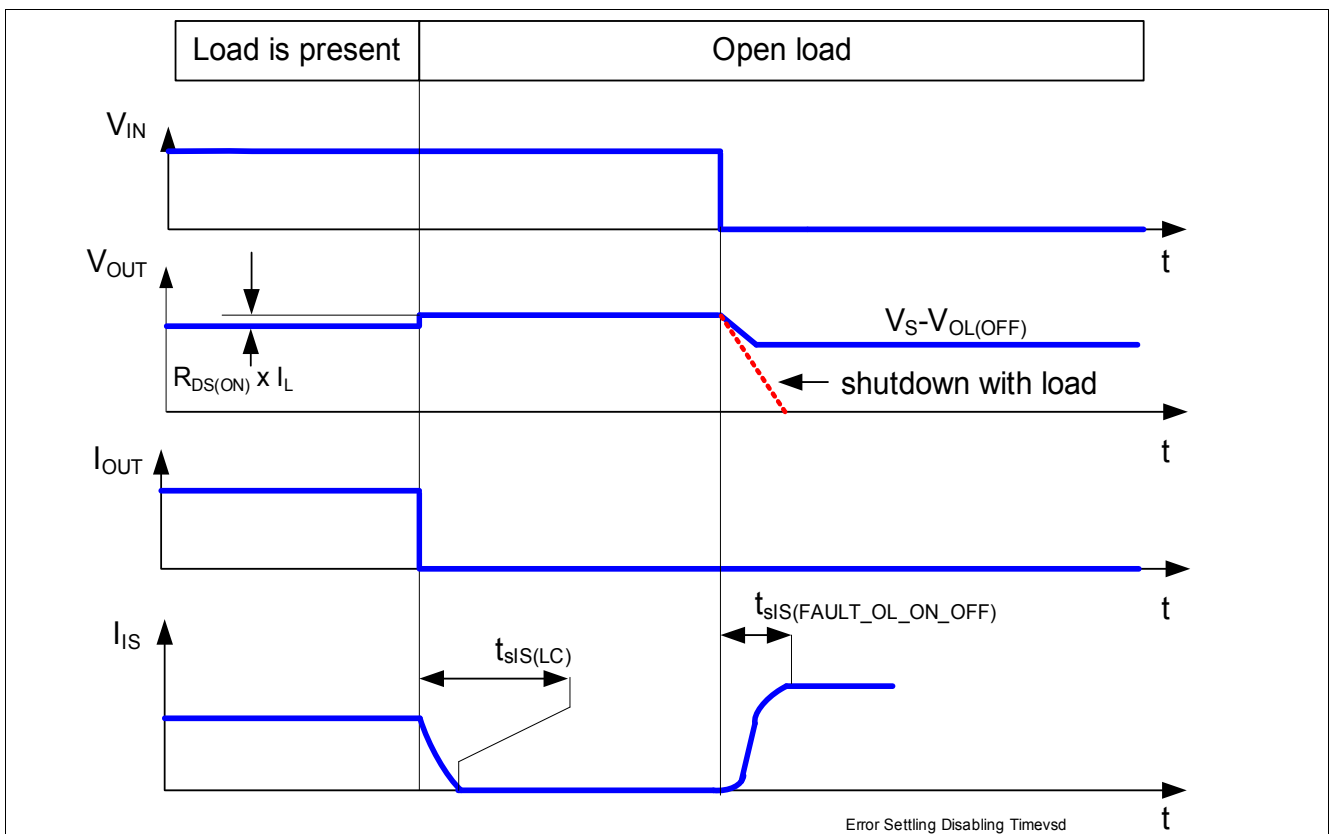 Load is present
Open load
VIN
t
VOUT
RDS(ON) x IL
VS-VOL(OFF)
shutdown with load
t
IOUT
t
IIS
tsIS(LC)
tsIS(FAULT_OL_ON_OFF)
t
Error Settling Disabling Timevsd